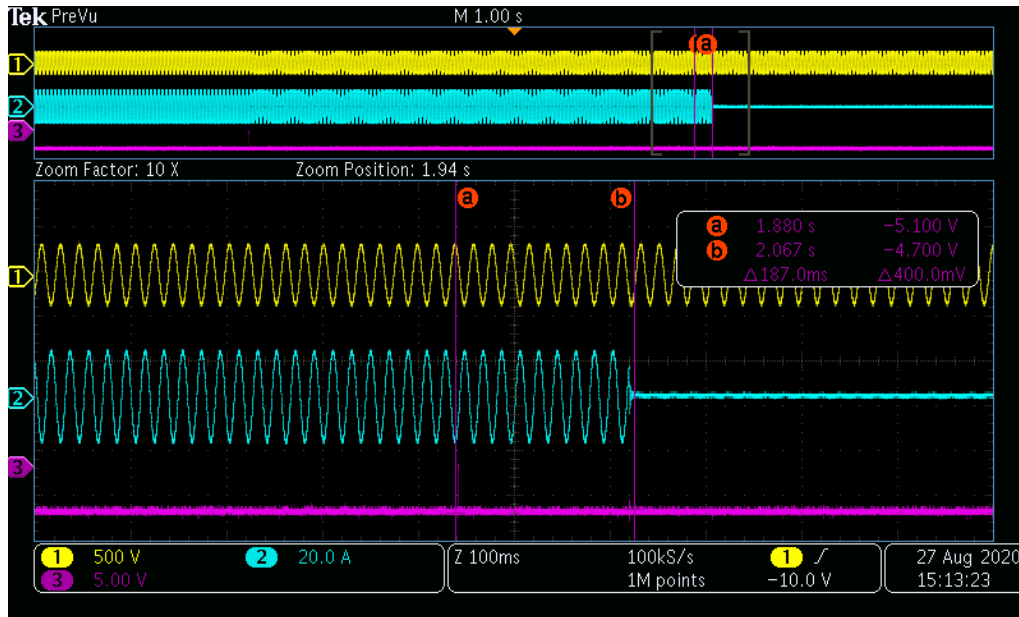 Tek PreVu M 1.00 s
a
1
2
3
Zoom Factor: 10 X Zoom Position: 1.94 s
a b
a 1.880 s −5.100 V
b 2.067 s −4.700 V
Δ187.0ms Δ400.0mV
1
2
3
1 500 V 2 20.0 A
3 5.00 V
Z 100ms 100kS/s 1 /
1M points −10.0 V
27 Aug 2020
15:13:23